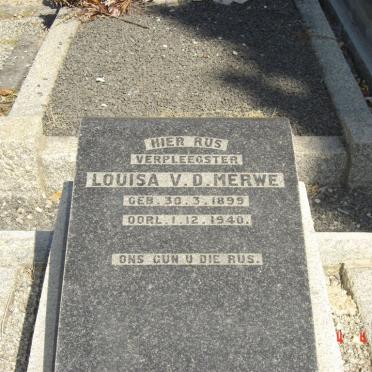 HIER RUS
VERPLEEGSTER
LOUISA V.D. MERWE
GEB. 30.3.1899
OORL. 1.12.1940.
ONS GUN U DIE RUS.